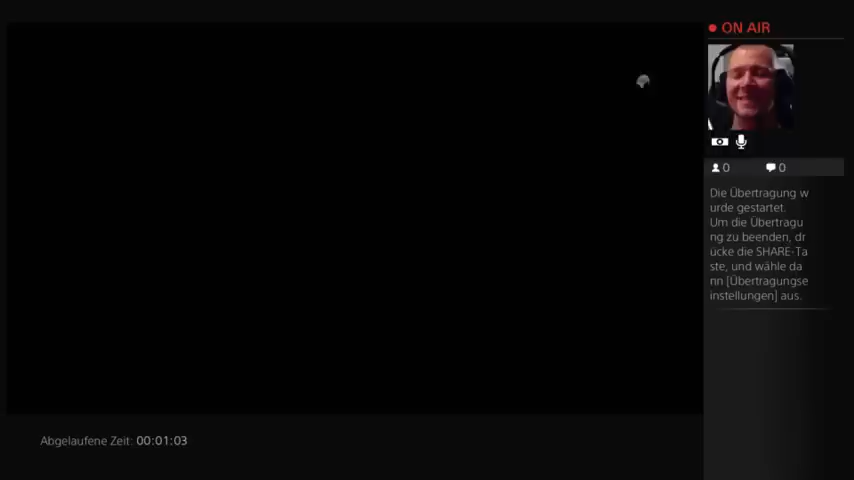 ON AIR
0 0
Die Übertragung w
urde gestartet.
Um die Übertragu
ng zu beenden, dr
ücke die SHARE-Ta
ste, und wähle da
nn [Übertragungse
instellungen] aus.
Abgelaufene Zeit: 00:01:03